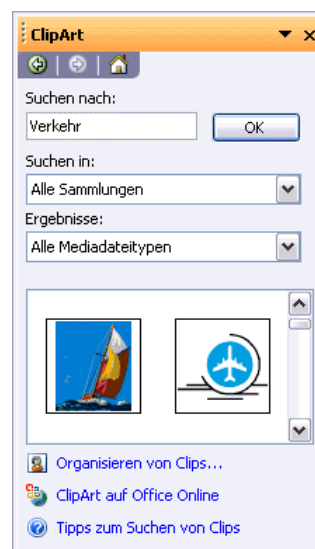 ClipArt
Suchen nach:
Verkehr
OK
Suchen in:
Alle Sammlungen
Ergebnisse:
Alle Mediadateitypen
Organisieren von Clips...
ClipArt auf Office Online
Tipps zum Suchen von Clips